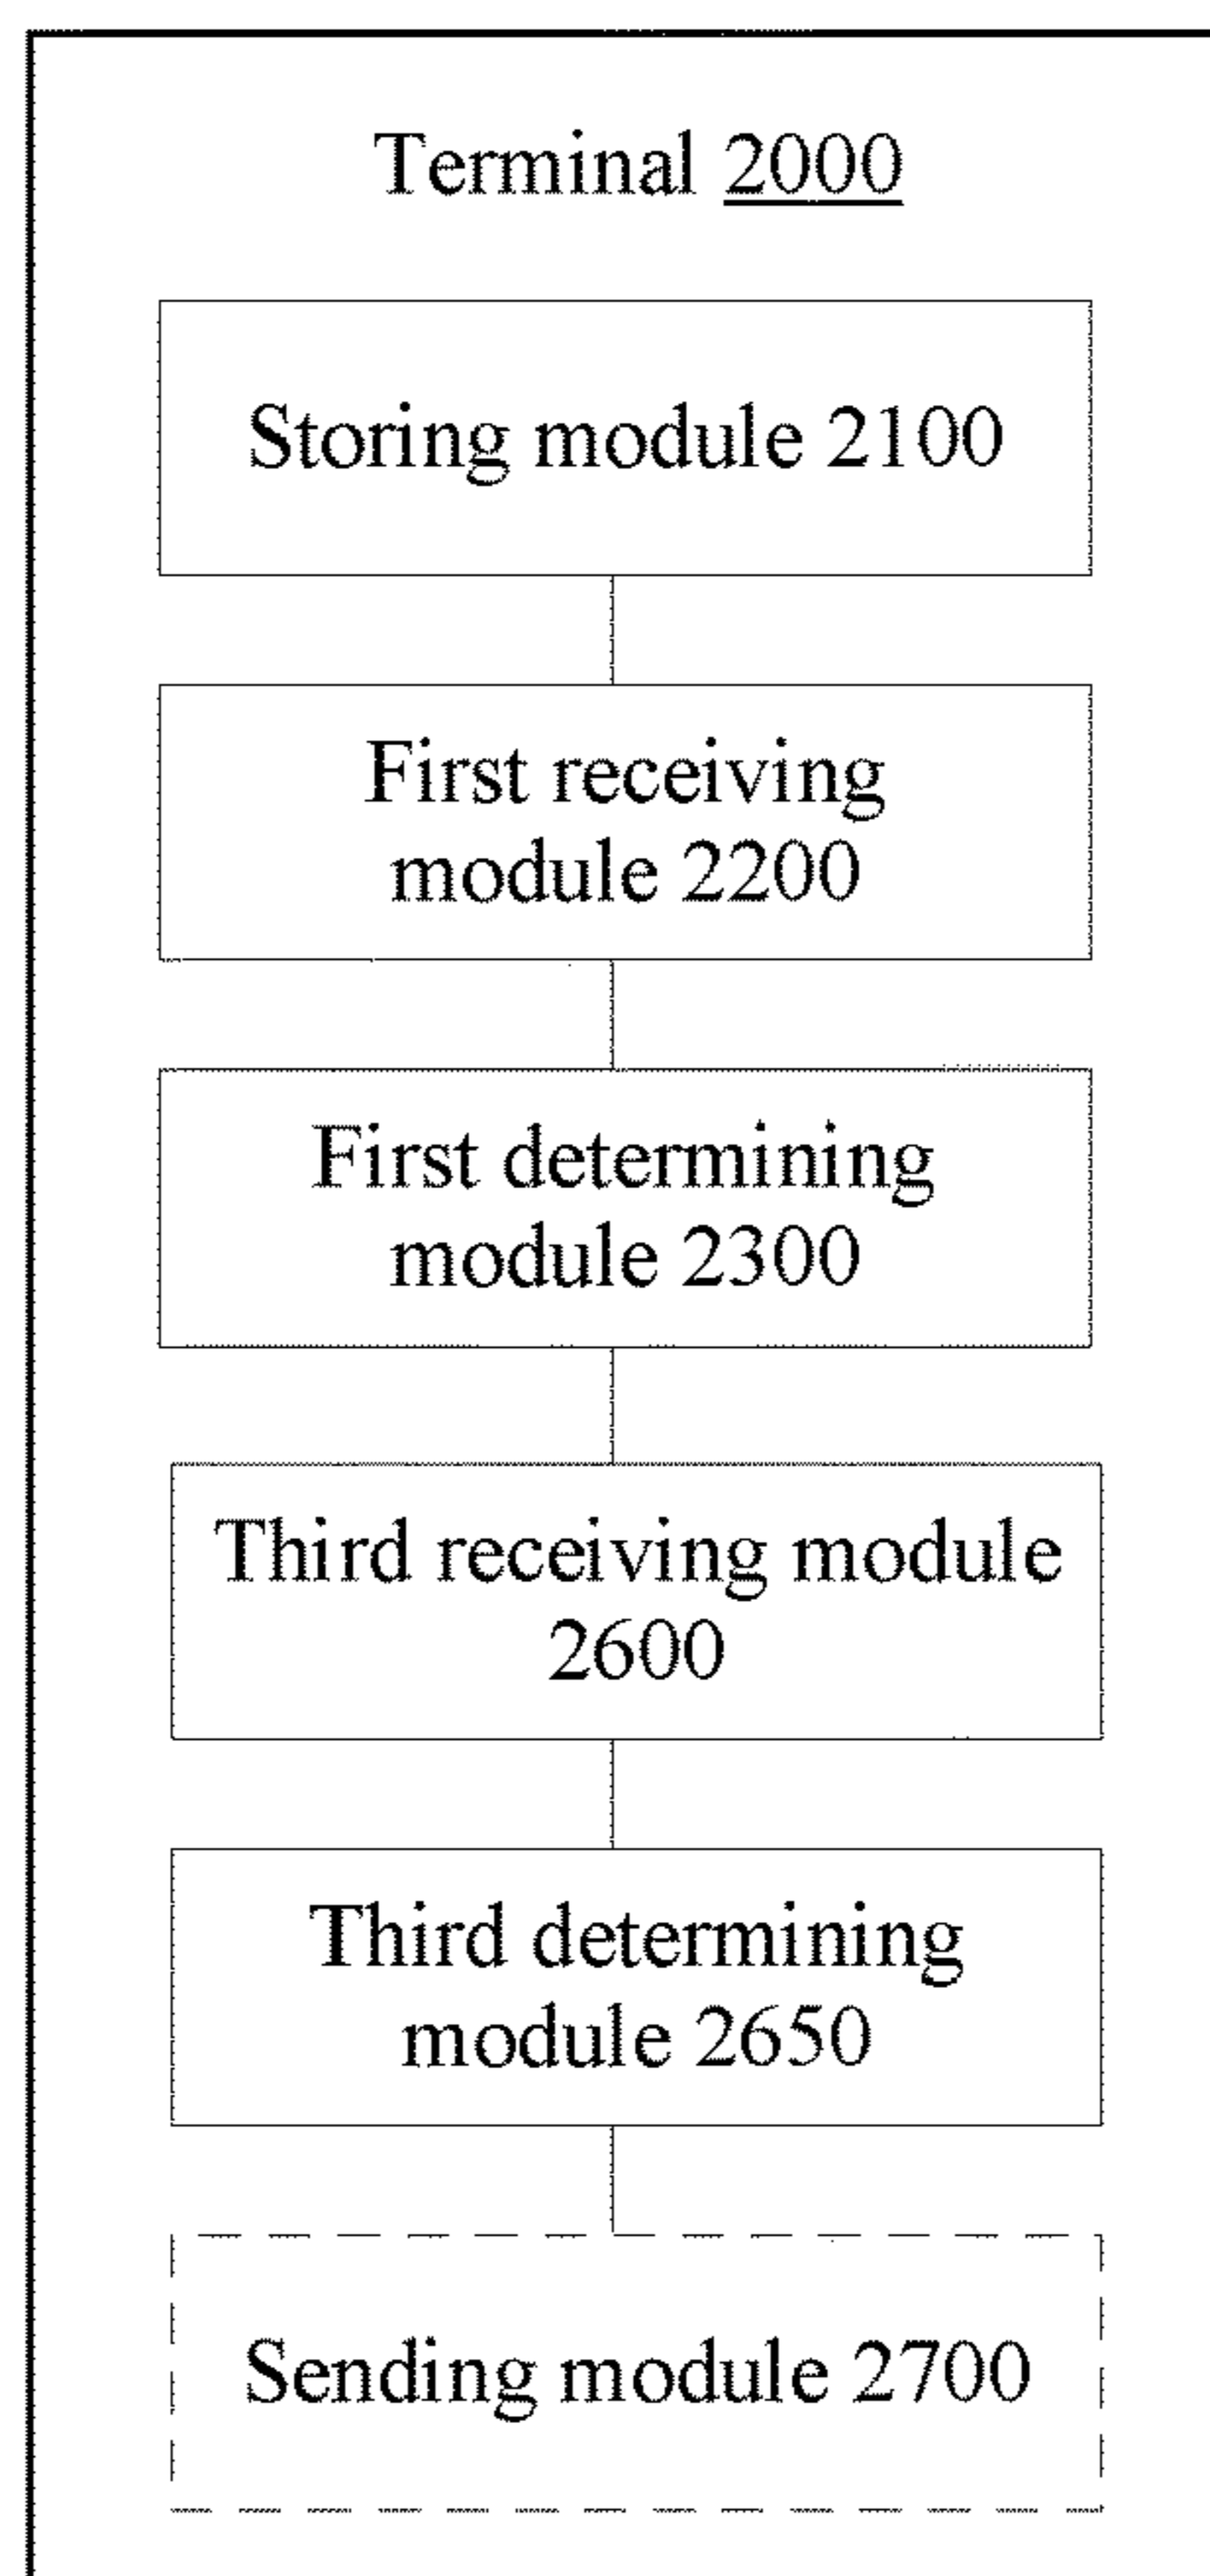 Terminal 2000
Storing module 2100
First receiving
module 2200
First determining
module 2300
Third receiving module
2600
Third determining
module 2650
Sending module 2700